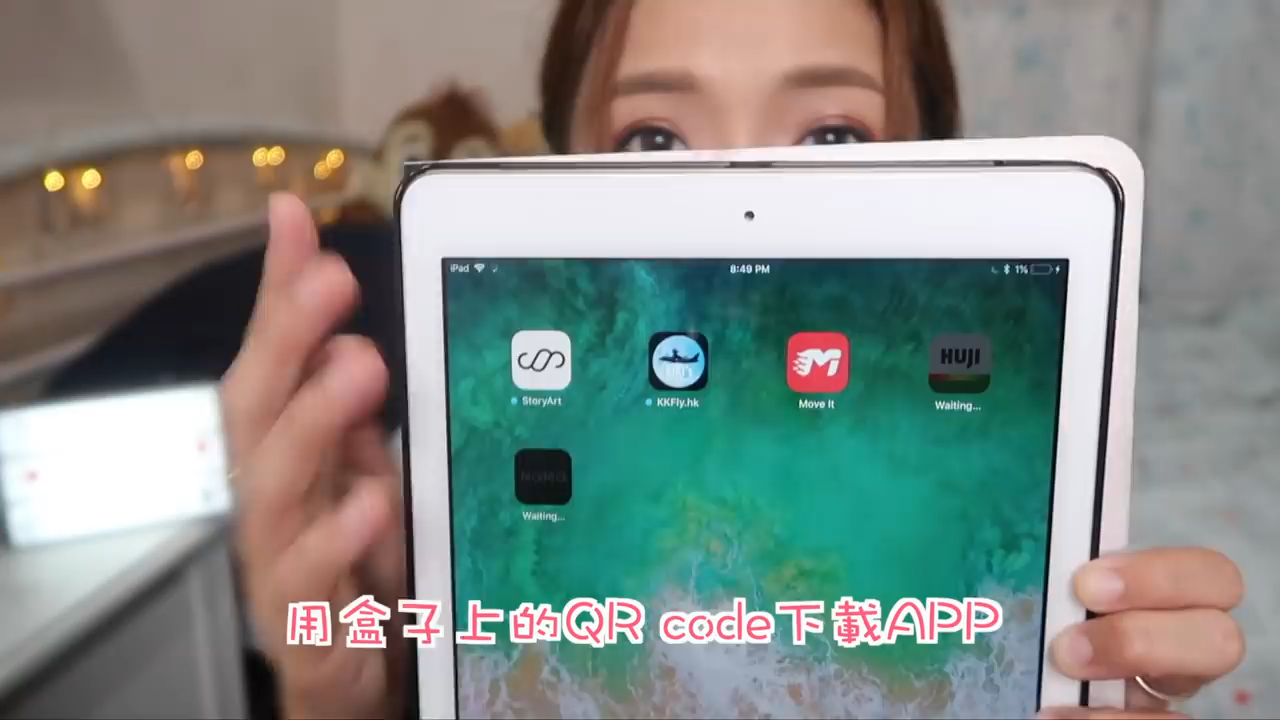 iPad 8:49 PM 1%
StoryArt KKFly.hk Move It HUJI Waiting...
Waiting...
用盒子上的QR code下載APP